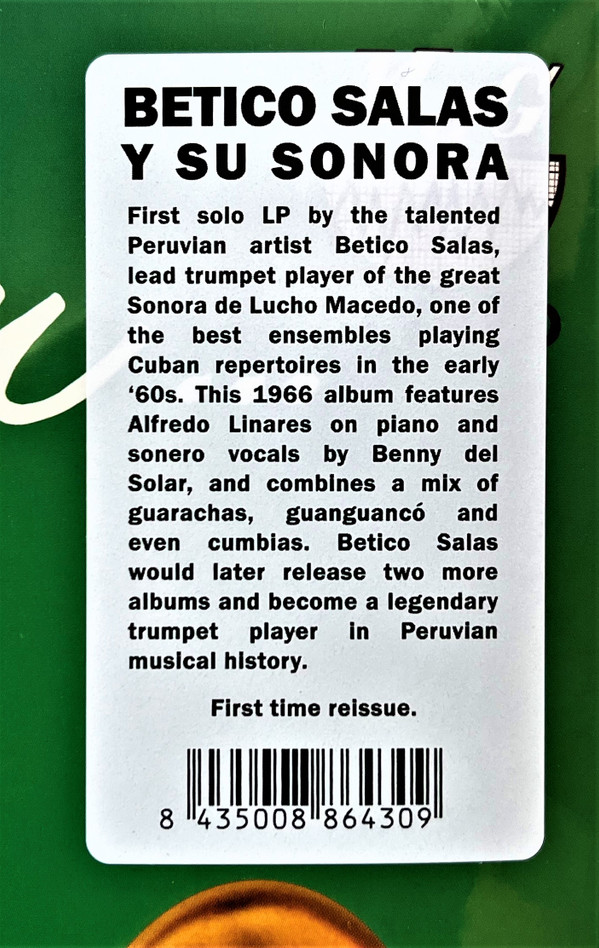 BETICO SALAS
Y SU SONORA
First solo LP by the talented
Peruvian artist Betico Salas,
lead trumpet player of the great
Sonora de Lucho Macedo, one of
the best ensembles playing
Cuban repertoires in the early
‘60s. This 1966 album features
Alfredo Linares on piano and
sonero vocals by Benny del
Solar, and combines a mix of
guarachas, guanguancó and
even cumbias. Betico Salas
would later release two more
albums and become a legendary
trumpet player in Peruvian
musical history.
First time reissue.
8 435008 864309